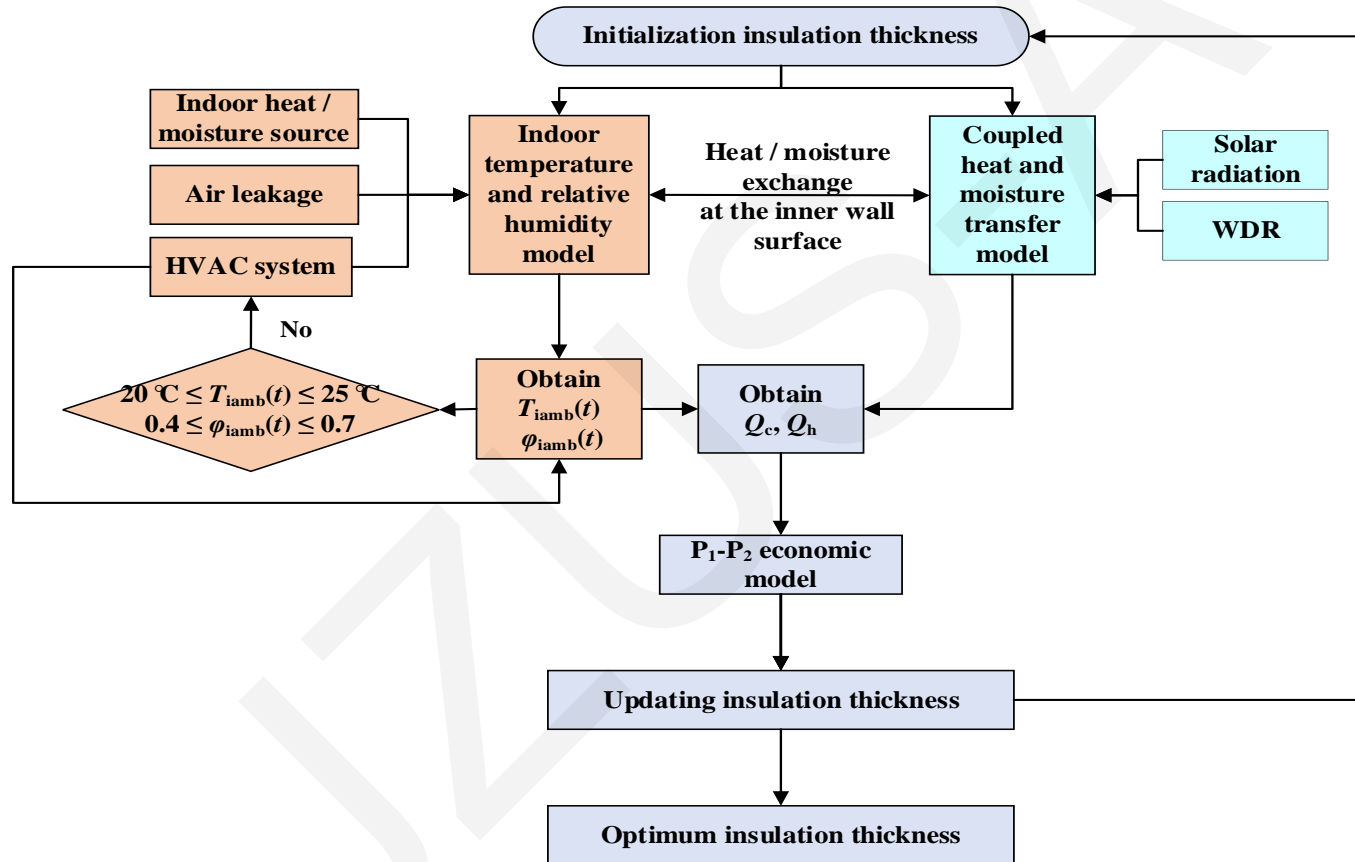 Initialization insulation thickness
Indoor heat /
moisture source
Air leakage
HVAC system
Indoor
temperature
and relative
humidity
model
Heat / moisture
exchange
at the inner wall
surface
Coupled
heat and
moisture
transfer
model
Solar
radiation
WDR
No
20 ℃ ≤ Tiamb(t) ≤ 25 ℃
0.4 ≤ φiamb(t) ≤ 0.7
Obtain
Tiamb(t)
φiamb(t)
Obtain
Qc, Qh
P1-P2 economic
model
Updating insulation thickness
Optimum insulation thickness